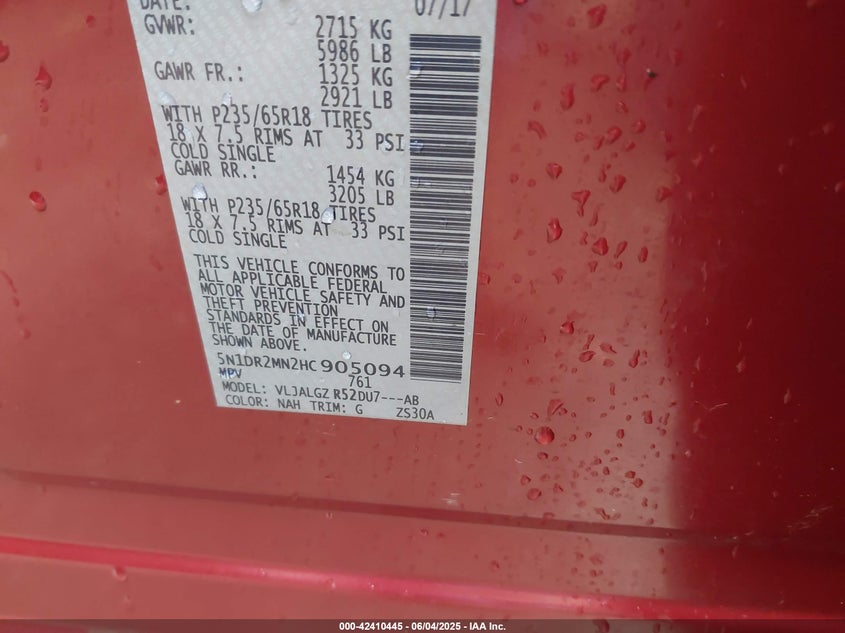 DATE: 07/17
GVWR: 2715 KG
5986 LB
GAWR FR.: 1325 KG
2921 LB
WITH P235/65R18 TIRES
18 X 7.5 RIMS AT 33 PSI
COLD SINGLE
GAWR RR.: 1454 KG
3205 LB
WITH P235/65R18 TIRES
18 X 7.5 RIMS AT 33 PSI
COLD SINGLE
THIS VEHICLE CONFORMS TO
ALL APPLICABLE FEDERAL
MOTOR VEHICLE SAFETY AND
THEFT PREVENTION
STANDARDS IN EFFECT ON
THE DATE OF MANUFACTURE
SHOWN ABOVE.
5N1DR2MN2HC905094
MPV 761
MODEL: VLJALGZ R52DU7---AB
COLOR: NAH TRIM: G ZS30A
000-42410445 - 06/04/2025 - IAA Inc.